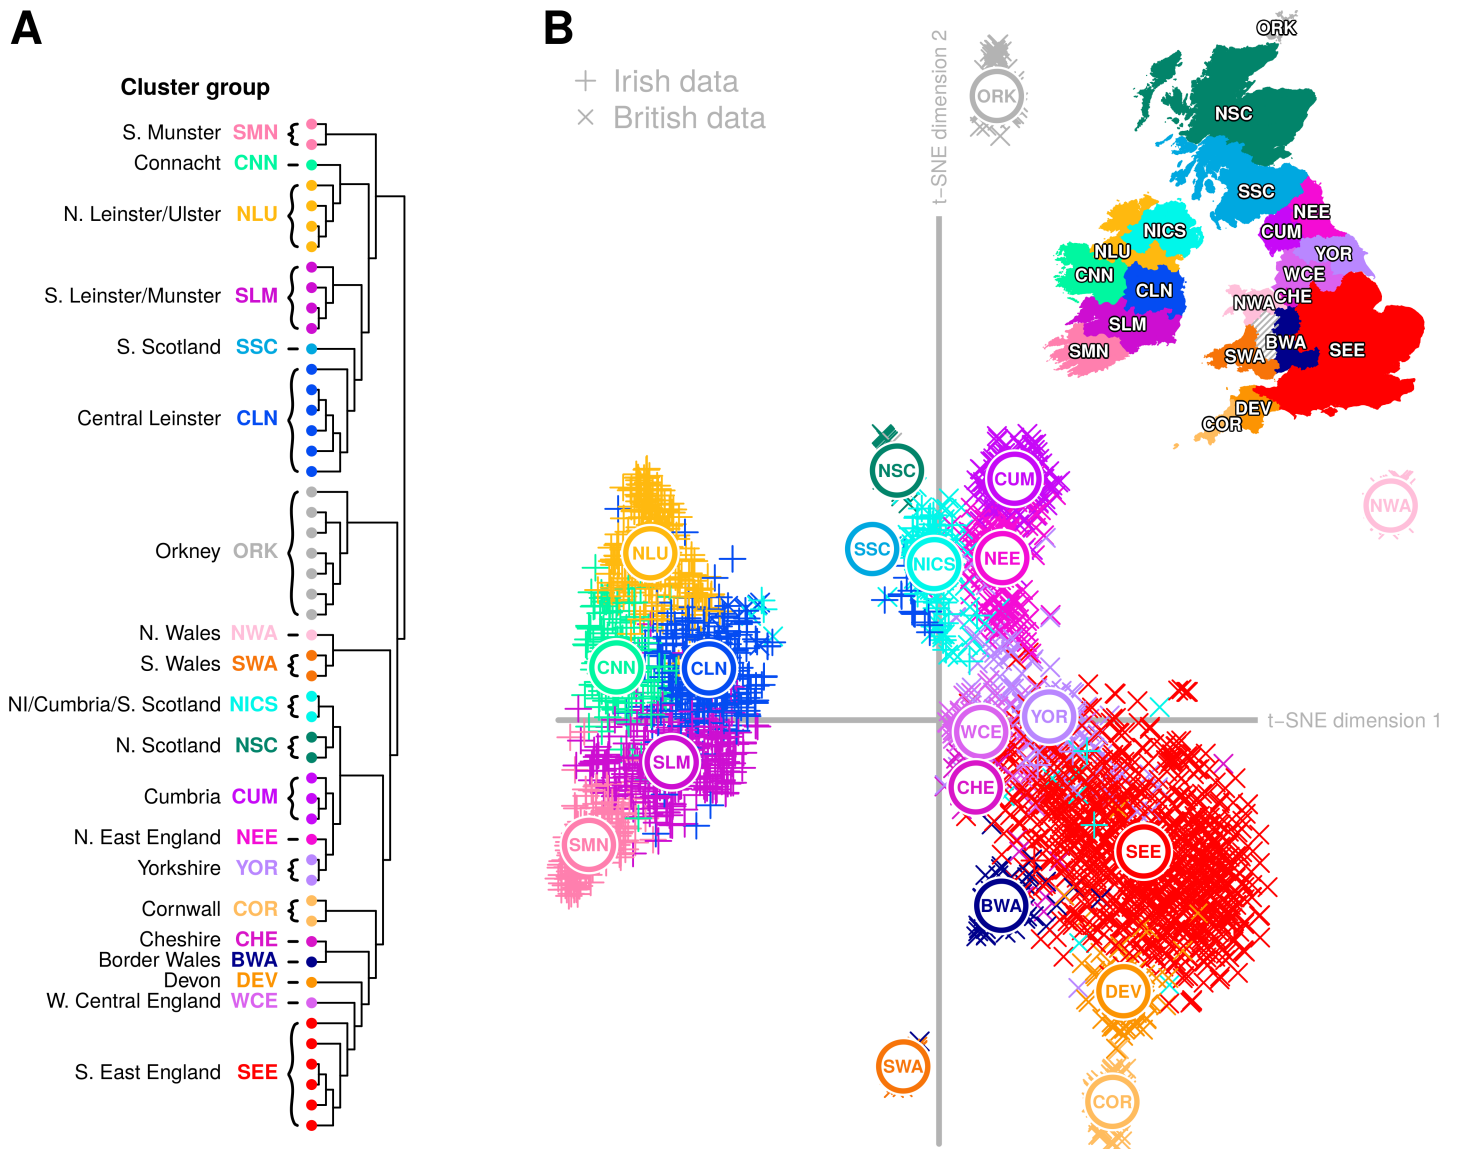 A
Cluster group
S. Munster SMN
Connacht CNN
N. Leinster/Ulster NLU
S. Leinster/Munster SLM
S. Scotland SSC
Central Leinster CLN
Orkney ORK
N. Wales NWA
S. Wales SWA
NI/Cumbria/S. Scotland NICS
N. Scotland NSC
Cumbria CUM
N. East England NEE
Yorkshire YOR
Cornwall COR
Cheshire CHE
Border Wales BWA
Devon DEV
W. Central England WCE
S. East England SEE
B
Irish data
British data
t−SNE dimension 2
t−SNE dimension 1
ORK
NSC
SSC
NEE
CUM
NICS
YOR
NLU
WCE
CNN
CLN
CHE
NWA
SLM
BWA
SMN
SWA
SEE
DEV
COR
ORK
NSC
CUM
NWA
SSC
NICS
NEE
NLU
CNN
CLN
YOR
WCE
SLM
CHE
SMN
SEE
BWA
DEV
SWA
COR